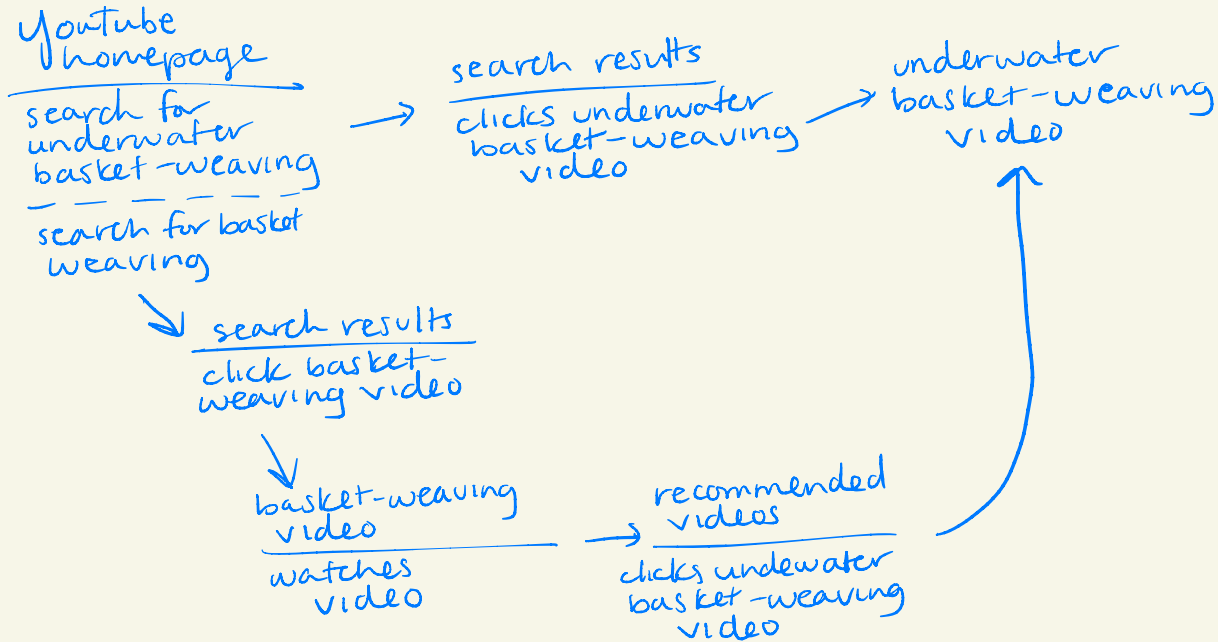 Youtube
homepage
search for
underwater
basket-weaving
search for basket
weaving
search results
clicks underwater
basket-weaving
video
underwater
basket-weaving
video
search results
click basket-
weaving video
basket-weaving
video
watches
video
recommended
videos
clicks undewater
basket-weaving
video